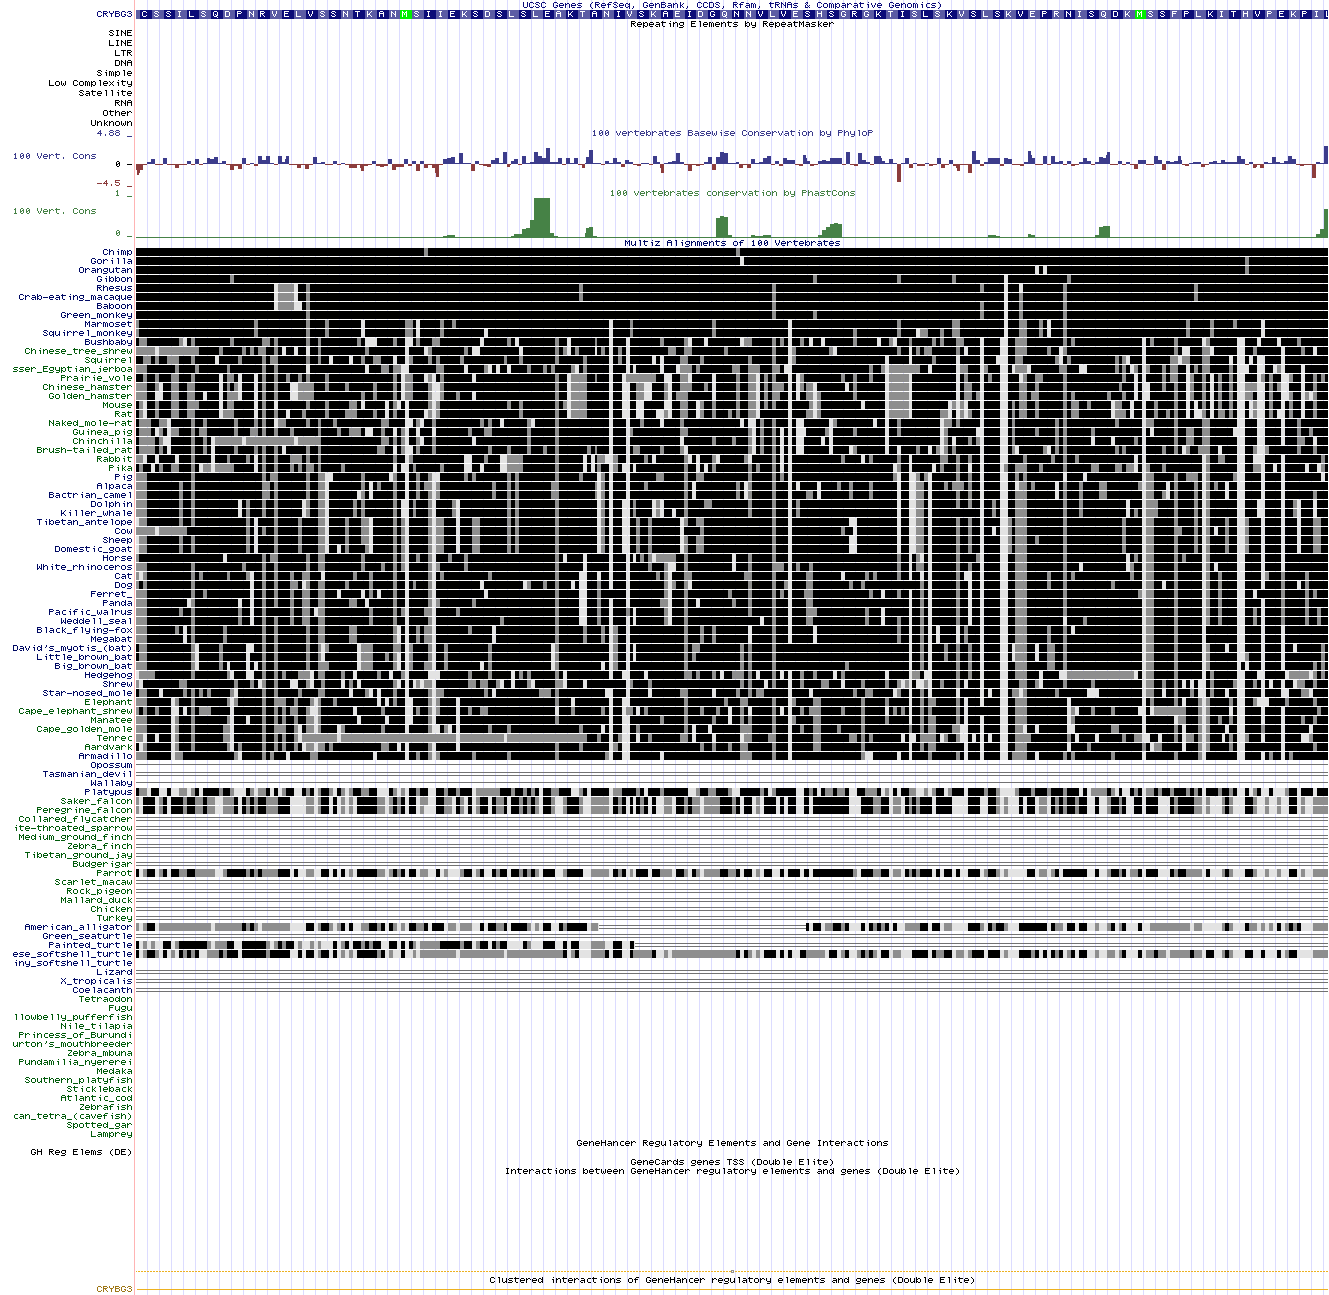 UCSC Genes (RefSeq, GenBank, CCDS, Rfam, tRNAs & Comparative Genomics)
CRYBG3 C S S I L S Q D P N R V E L V S S N T K A N M S I I E K S D S L S L E A K T A N I V S K A E I D G Q N N V L V E S H S G R G K T I S L S K V S L S K V E P R N I S Q D K M S S F P L K I T H V P E K P I L
Repeating Elements by RepeatMasker
SINE
LINE
LTR
DNA
Simple
Low Complexity
Satellite
RNA
Other
Unknown
4.88 _
100 vertebrates Basewise Conservation by PhyloP
100 Vert. Cons
0 -
-4.5 _
100 vertebrates conservation by PhastCons
1 _
100 Vert. Cons
0 _
Multiz Alignments of 100 Vertebrates
Chimp
Gorilla
Orangutan
Gibbon
Rhesus
Crab-eating_macaque
Baboon
Green_monkey
Marmoset
Squirrel_monkey
Bushbaby
Chinese_tree_shrew
Squirrel
sser_Egyptian_jerboa
Prairie_vole
Chinese_hamster
Golden_hamster
Mouse
Rat
Naked_mole-rat
Guinea_pig
Chinchilla
Brush-tailed_rat
Rabbit
Pika
Pig
Alpaca
Bactrian_camel
Dolphin
Killer_whale
Tibetan_antelope
Cow
Sheep
Domestic_goat
Horse
White_rhinoceros
Cat
Dog
Ferret_
Panda
Pacific_walrus
Weddell_seal
Black_flying-fox
Megabat
David's_myotis_(bat)
Little_brown_bat
Big_brown_bat
Hedgehog
Shrew
Star-nosed_mole
Elephant
Cape_elephant_shrew
Manatee
Cape_golden_mole
Tenrec
Aardvark
Armadillo
Opossum
Tasmanian_devil
Wallaby
Platypus
Saker_falcon
Peregrine_falcon
Collared_flycatcher
ite-throated_sparrow
Medium_ground_finch
Zebra_finch
Tibetan_ground_jay
Budgerigar
Parrot
Scarlet_macaw
Rock_pigeon
Mallard_duck
Chicken
Turkey
American_alligator
Green_seaturtle
Painted_turtle
ese_softshell_turtle
iny_softshell_turtle
Lizard
X_tropicalis
Coelacanth
Tetraodon
Fugu
llowbelly_pufferfish
Nile_tilapia
Princess_of_Burundi
urton's_mouthbreeder
Zebra_mbuna
Pundamilia_nyererei
Medaka
Southern_platyfish
Stickleback
Atlantic_cod
Zebrafish
can_tetra_(cavefish)
Spotted_gar
Lamprey
GeneHancer Regulatory Elements and Gene Interactions
GH Reg Elems (DE)
GeneCards genes TSS (Double Elite)
Interactions between GeneHancer regulatory elements and genes (Double Elite)
Clustered interactions of GeneHancer regulatory elements and genes (Double Elite)
CRYBG3